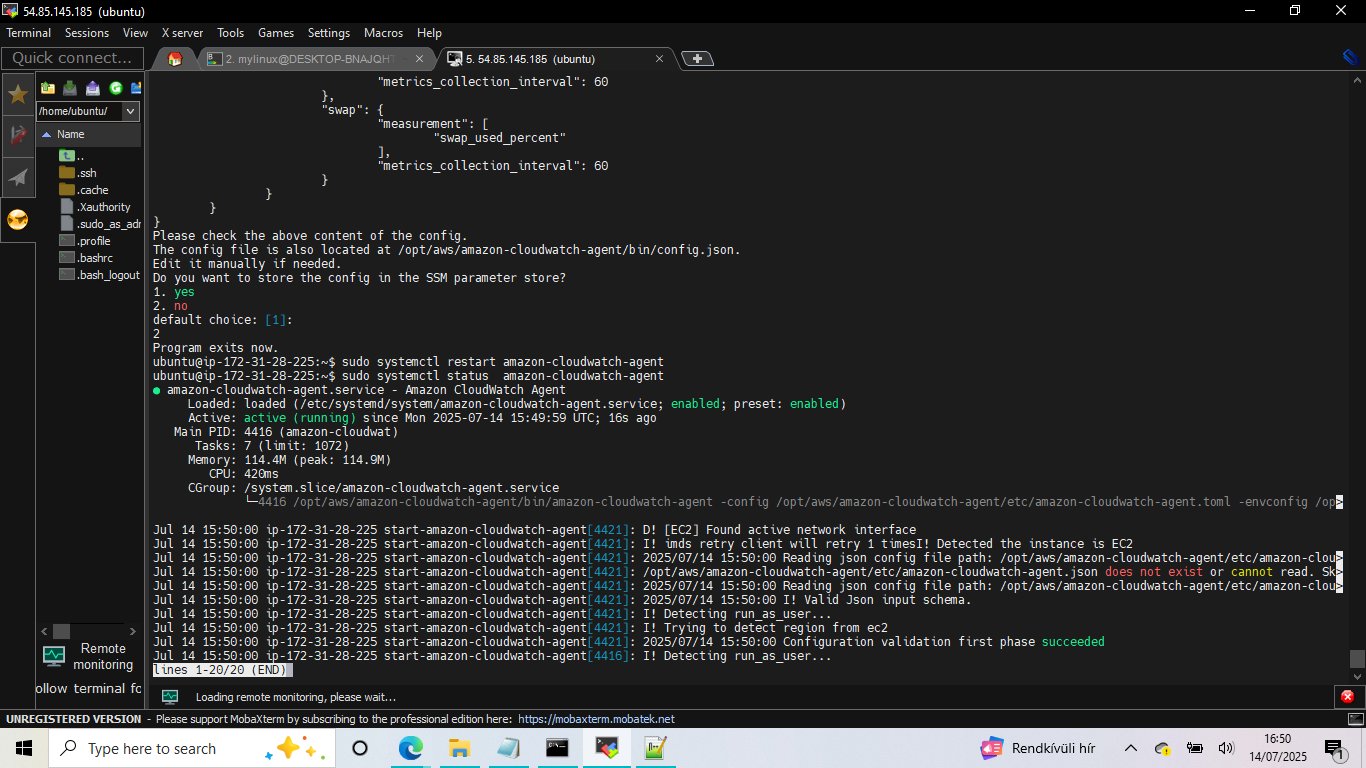 54.85.145.185 (ubuntu)
Terminal Sessions View X server Tools Games Settings Macros Help
Quick connect...
2. mylinux@DESKTOP-BNAJQHT
5. 54.85.145.185 (ubuntu)
/home/ubuntu/
Name
..
.ssh
.cache
.Xauthority
.sudo_as_adr
.profile
.bashrc
.bash_logout
"metrics_collection_interval": 60
},
"swap": {
"measurement": [
"swap_used_percent"
],
"metrics_collection_interval": 60
}
}
}
}
Please check the above content of the config.
The config file is also located at /opt/aws/amazon-cloudwatch-agent/bin/config.json.
Edit it manually if needed.
Do you want to store the config in the SSM parameter store?
1. yes
2. no
default choice: [1]:
2
Program exits now.
ubuntu@ip-172-31-28-225:~$ sudo systemctl restart amazon-cloudwatch-agent
ubuntu@ip-172-31-28-225:~$ sudo systemctl status  amazon-cloudwatch-agent
● amazon-cloudwatch-agent.service - Amazon CloudWatch Agent
Loaded: loaded (/etc/systemd/system/amazon-cloudwatch-agent.service; enabled; preset: enabled)
Active: active (running) since Mon 2025-07-14 15:49:59 UTC; 16s ago
Main PID: 4416 (amazon-cloudwat)
Tasks: 7 (limit: 1072)
Memory: 114.4M (peak: 114.9M)
CPU: 420ms
CGroup: /system.slice/amazon-cloudwatch-agent.service
└─4416 /opt/aws/amazon-cloudwatch-agent/bin/amazon-cloudwatch-agent -config /opt/aws/amazon-cloudwatch-agent/etc/amazon-cloudwatch-agent.toml -envconfig /op>
Jul 14 15:50:00 ip-172-31-28-225 start-amazon-cloudwatch-agent[4421]: D! [EC2] Found active network interface
Jul 14 15:50:00 ip-172-31-28-225 start-amazon-cloudwatch-agent[4421]: I! imds retry client will retry 1 timesI! Detected the instance is EC2
Jul 14 15:50:00 ip-172-31-28-225 start-amazon-cloudwatch-agent[4421]: 2025/07/14 15:50:00 Reading json config file path: /opt/aws/amazon-cloudwatch-agent/etc/amazon-clou>
Jul 14 15:50:00 ip-172-31-28-225 start-amazon-cloudwatch-agent[4421]: /opt/aws/amazon-cloudwatch-agent/etc/amazon-cloudwatch-agent.json does not exist or cannot read. Sk>
Jul 14 15:50:00 ip-172-31-28-225 start-amazon-cloudwatch-agent[4421]: 2025/07/14 15:50:00 Reading json config file path: /opt/aws/amazon-cloudwatch-agent/etc/amazon-clou>
Jul 14 15:50:00 ip-172-31-28-225 start-amazon-cloudwatch-agent[4421]: 2025/07/14 15:50:00 I! Valid Json input schema.
Jul 14 15:50:00 ip-172-31-28-225 start-amazon-cloudwatch-agent[4421]: I! Detecting run_as_user...
Jul 14 15:50:00 ip-172-31-28-225 start-amazon-cloudwatch-agent[4421]: I! Trying to detect region from ec2
Jul 14 15:50:00 ip-172-31-28-225 start-amazon-cloudwatch-agent[4421]: 2025/07/14 15:50:00 Configuration validation first phase succeeded
Jul 14 15:50:00 ip-172-31-28-225 start-amazon-cloudwatch-agent[4416]: I! Detecting run_as_user...
lines 1-20/20 (END)
Remote
monitoring
ollow terminal fo
Loading remote monitoring, please wait...
UNREGISTERED VERSION - Please support MobaXterm by subscribing to the professional edition here: https://mobaxterm.mobatek.net
Type here to search
Rendkívüli hír
16:50
14/07/2025
1